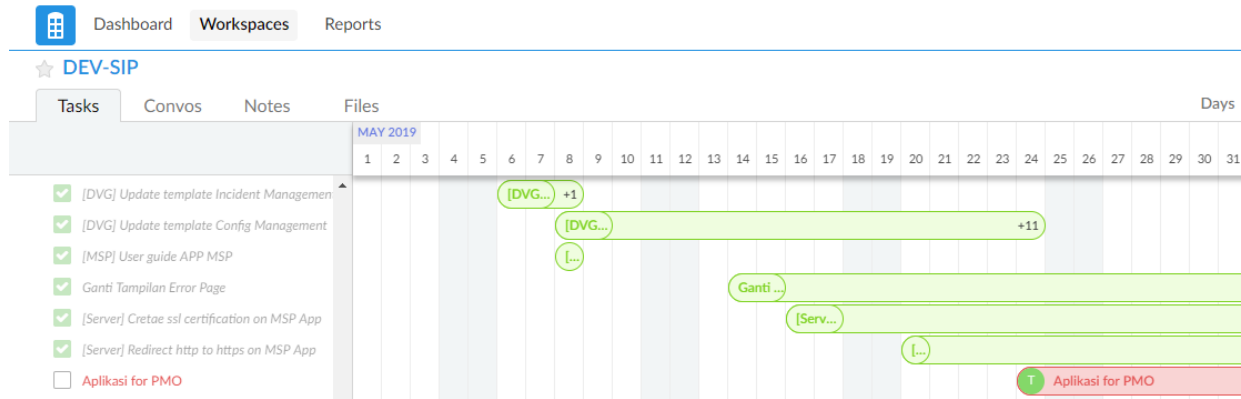 Dashboard Workspaces Reports
DEV-SIP
Tasks Convos Notes Files Days
MAY 2019
1 2 3 4 5 6 7 8 9 10 11 12 13 14 15 16 17 18 19 20 21 22 23 24 25 26 27 28 29 30 31
[DVG] Update template Incident Managemen [DVG... +1
[DVG] Update template Config Management [DVG... +11
[MSP] User guide APP MSP [...
Ganti Tampilan Error Page Ganti ...
[Server] Cretae ssl certification on MSP App [Serv...
[Server] Redirect http to https on MSP App [...
Aplikasi for PMO T Aplikasi for PMO